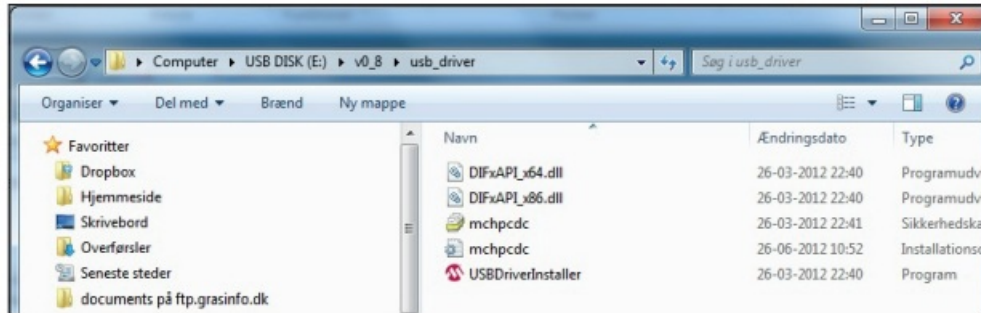 Computer ▸ USB DISK (E:) ▸ v0_8 ▸ usb_driver
Søg i usb_driver
Organiser Del med Brænd Ny mappe
Favoritter
Dropbox
Hjemmeside
Skrivebord
Overførsler
Seneste steder
documents på ftp.grasinfo.dk
Navn Ændringsdato Type
DIFxAPI_x64.dll 26-03-2012 22:40 Programudv
DIFxAPI_x86.dll 26-03-2012 22:40 Programudv
mchpcdc 26-03-2012 22:41 Sikkerhedska
mchpcdc 26-06-2012 10:52 Installationso
USBDriverInstaller 26-03-2012 22:40 Program